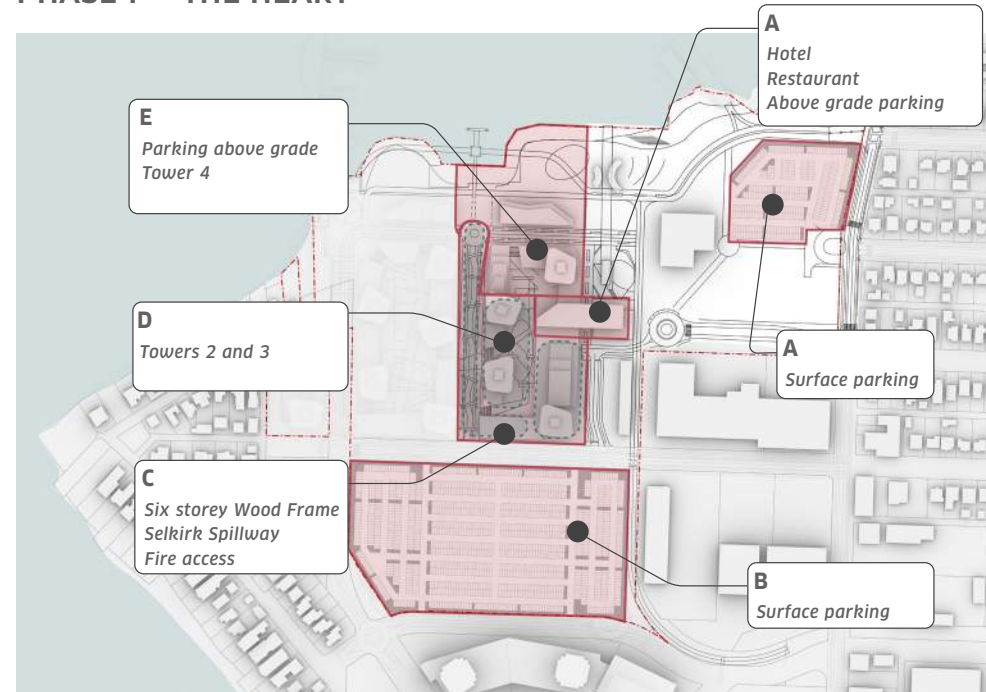 A
Hotel
Restaurant
Above grade parking
E
Parking above grade
Tower 4
D
Towers 2 and 3
A
Surface parking
C
Six storey Wood Frame
Selkirk Spillway
Fire access
B
Surface parking